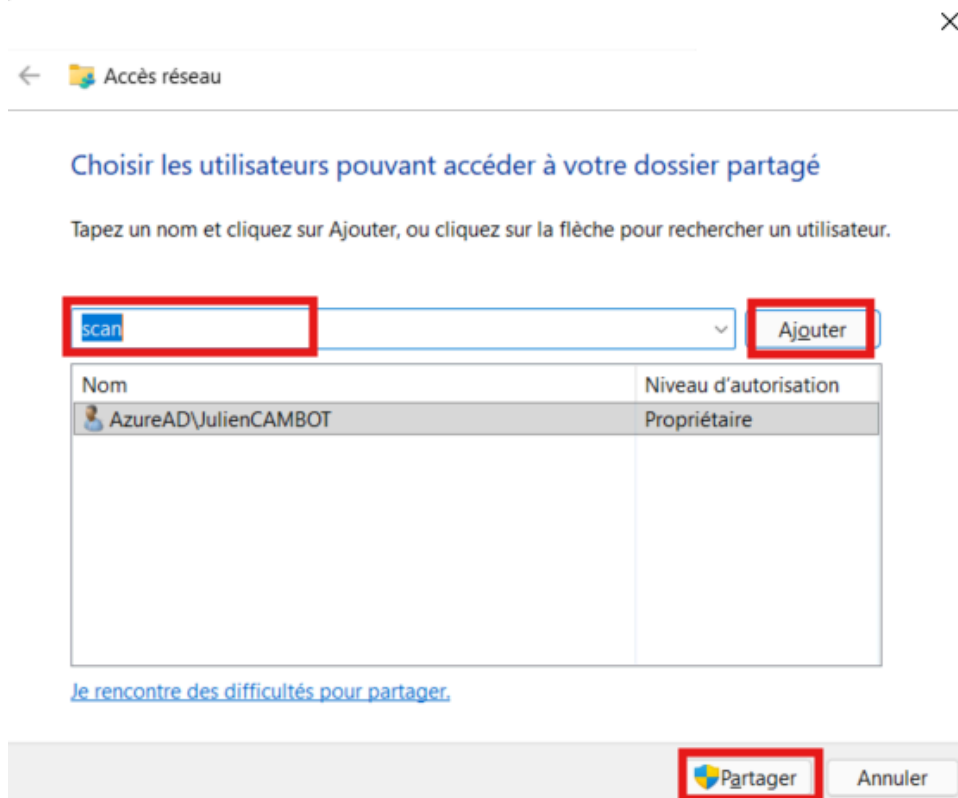 Accès réseau
Choisir les utilisateurs pouvant accéder à votre dossier partagé
Tapez un nom et cliquez sur Ajouter, ou cliquez sur la flèche pour rechercher un utilisateur.
scan Ajouter
Nom Niveau d'autorisation
AzureAD\JulienCAMBOT Propriétaire
Je rencontre des difficultés pour partager.
Partager Annuler